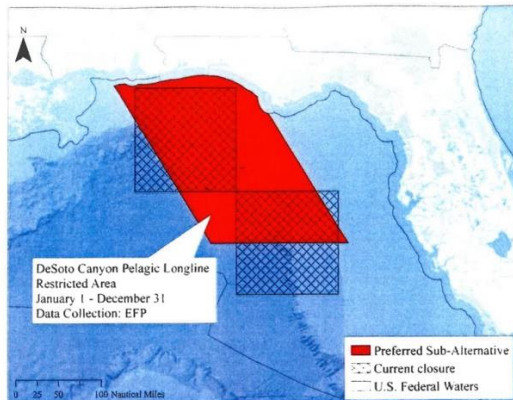 N
DeSoto Canyon Pelagic Longline
Restricted Area
January 1 - December 31
Data Collection: EFP
Preferred Sub-Alternative
Current closure
U.S. Federal Waters
0 25 50 100 Nautical Miles